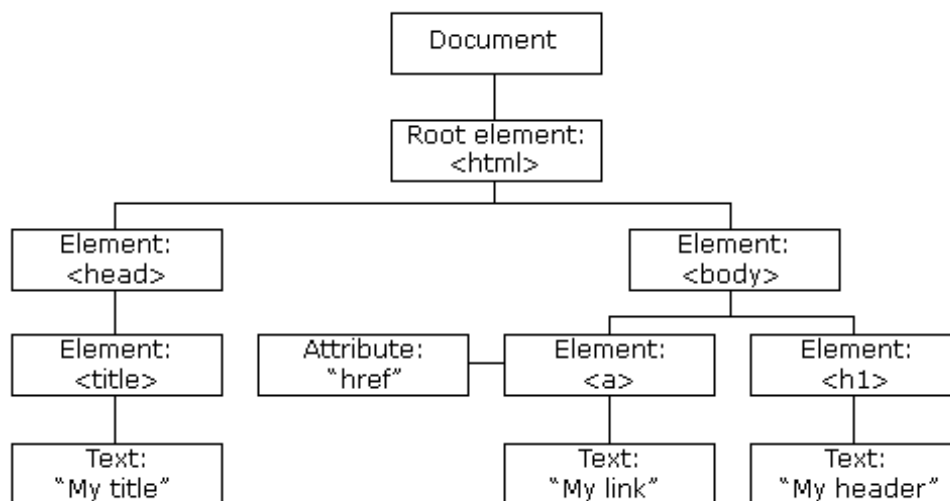 Document
Root element:
<html>
Element:
<head>
Element:
<body>
Element:
<title>
Attribute:
“href”
Element:
<a>
Element:
<h1>
Text:
“My title”
Text:
“My link”
Text:
“My header”